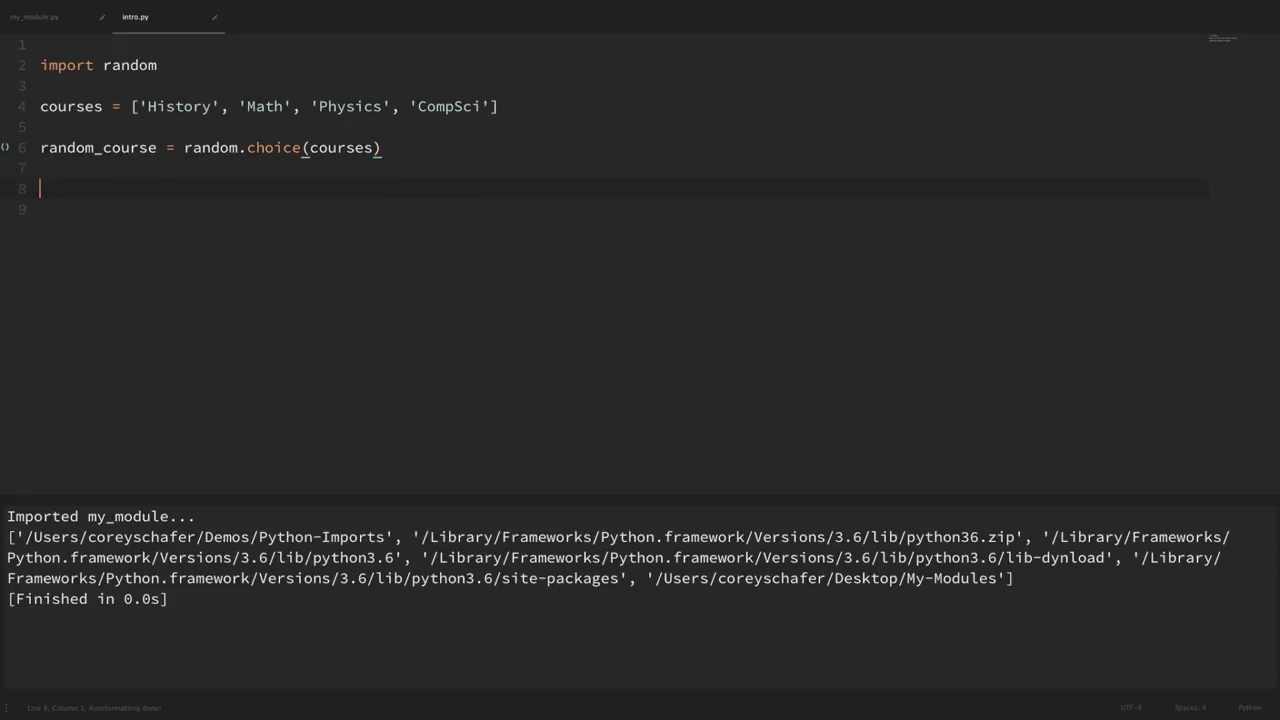 my_module.py
intro.py
1
2 import random
3
4 courses = ['History', 'Math', 'Physics', 'CompSci']
5
6 random_course = random.choice(courses)
7
8
9
Imported my_module...
['/Users/coreyschafer/Demos/Python-Imports', '/Library/Frameworks/Python.framework/Versions/3.6/lib/python36.zip', '/Library/Frameworks/
Python.framework/Versions/3.6/lib/python3.6', '/Library/Frameworks/Python.framework/Versions/3.6/lib/python3.6/lib-dynload', '/Library/
Frameworks/Python.framework/Versions/3.6/lib/python3.6/site-packages', '/Users/coreyschafer/Desktop/My-Modules']
[Finished in 0.0s]
Line 8, Column 1; Autoformatting done!
UTF-8
Spaces: 4
Python